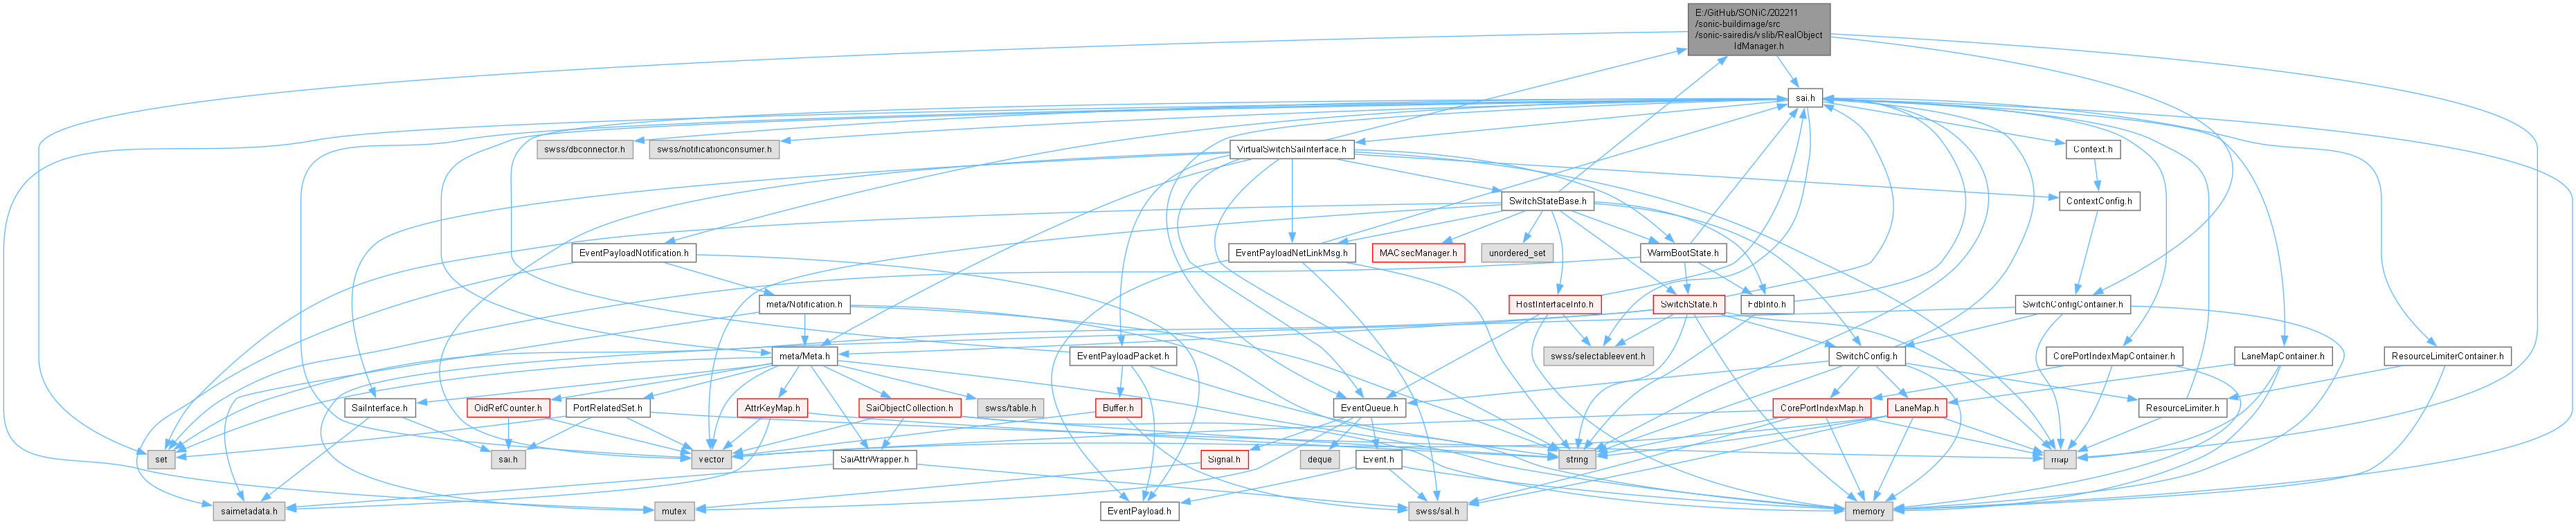 E:/GitHub/SONiC/202211
/sonic-buildimage/src
/sonic-sairedis/vslib/RealObject
IdManager.h
sai.h
swss/dbconnector.h
swss/notificationconsumer.h
VirtualSwitchSaiInterface.h
Context.h
SwitchStateBase.h
ContextConfig.h
EventPayloadNotification.h
EventPayloadNetLinkMsg.h
MACsecManager.h
unordered_set
WarmBootState.h
meta/Notification.h
HostInterfaceInfo.h
SwitchState.h
FdbInfo.h
SwitchConfigContainer.h
meta/Meta.h
EventPayloadPacket.h
swss/selectableevent.h
SwitchConfig.h
CorePortIndexMapContainer.h
LaneMapContainer.h
ResourceLimiterContainer.h
SaiInterface.h
OidRefCounter.h
PortRelatedSet.h
AttrKeyMap.h
SaiObjectCollection.h
swss/table.h
Buffer.h
EventQueue.h
CorePortIndexMap.h
LaneMap.h
ResourceLimiter.h
set
sai.h
vector
SaiAttrWrapper.h
Signal.h
deque
Event.h
string
map
saimetadata.h
mutex
EventPayload.h
swss/sal.h
memory